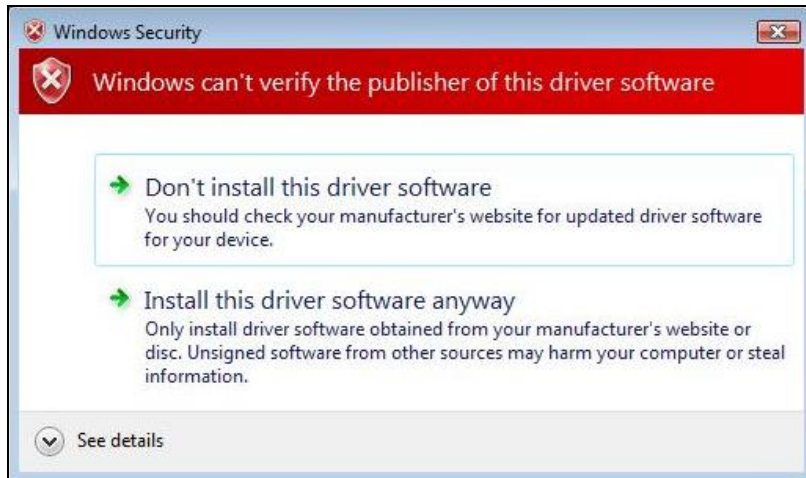 Windows Security
Windows can't verify the publisher of this driver software
Don't install this driver software
You should check your manufacturer's website for updated driver software
for your device.
Install this driver software anyway
Only install driver software obtained from your manufacturer's website or
disc. Unsigned software from other sources may harm your computer or steal
information.
See details